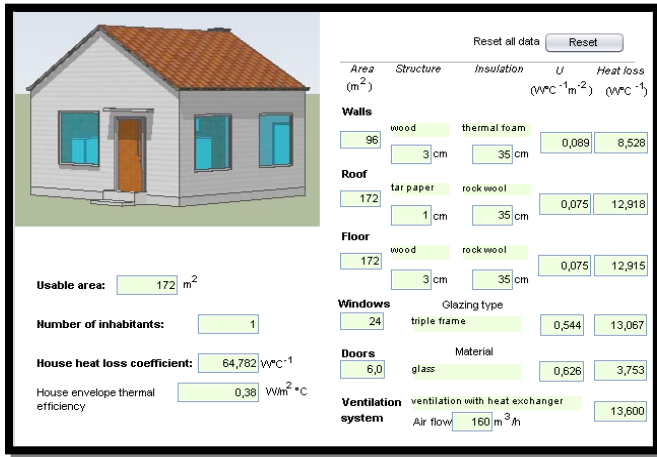 Reset all data Reset
Area Structure Insulation U Heat loss
(m2) (W°C -1m-2) (W°C -1)
Walls
96 wood thermal foam 0,089 8,528
3 cm 35 cm
Roof
172 tar paper rock wool 0,075 12,918
1 cm 35 cm
Floor
172 wood rock wool 0,075 12,915
3 cm 35 cm
Windows Glazing type
24 triple frame 0,544 13,067
Doors Material
6,0 glass 0,626 3,753
Ventilation system ventilation with heat exchanger 13,600
Air flow 160 m3/h
Usable area: 172 m2
Number of inhabitants: 1
House heat loss coefficient: 64,782 W°C-1
House envelope thermal
efficiency 0,38 W/m2 °C